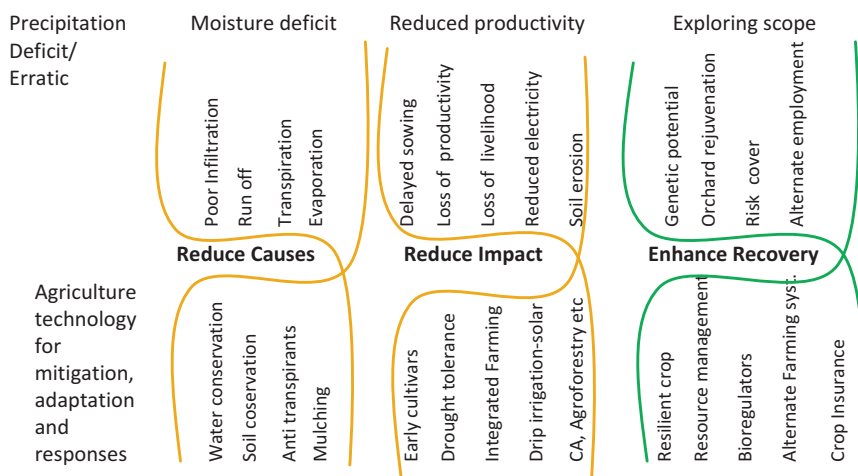 Precipitation
Deficit/
Erratic
Moisture deficit
Reduced productivity
Exploring scope
Poor Infiltration
Run off
Transpiration
Evaporation
Delayed sowing
Loss of productivity
Loss of livelihood
Reduced electricity
Soil erosion
Genetic potential
Orchard rejuvenation
Risk cover
Alternate employment
Reduce Causes
Reduce Impact
Enhance Recovery
Agriculture
technology
for
mitigation,
adaptation
and
responses
Water conservation
Soil coservation
Anti transpirants
Mulching
Early cultivars
Drought tolerance
Integrated Farming
Drip irrigation-solar
CA, Agroforestry etc
Resilient crop
Resource management
Bioregulators
Alternate Farming syst.
Crop Insurance